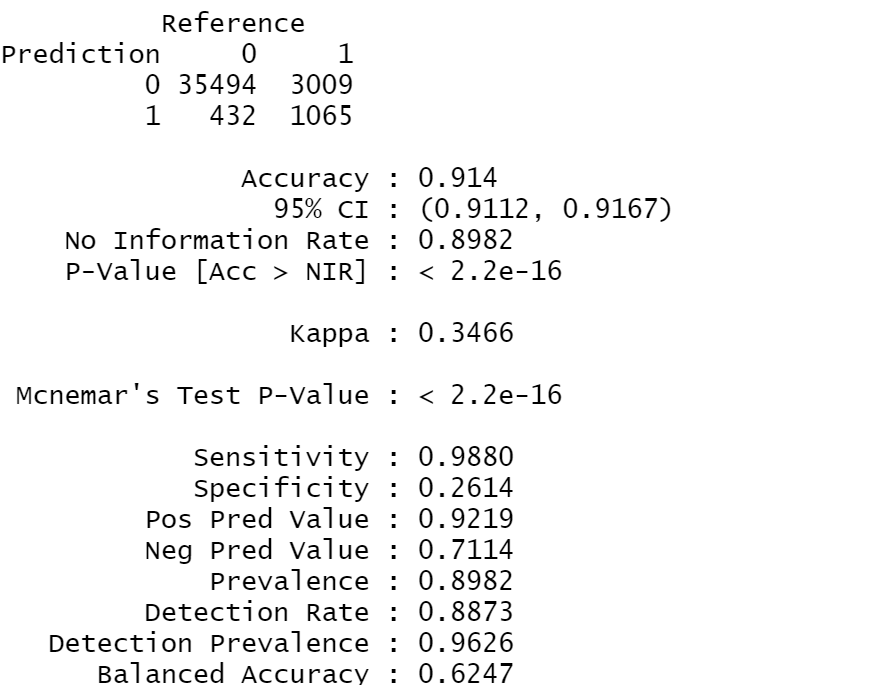 Reference
Prediction 0 1
0 35494 3009
1 432 1065
Accuracy : 0.914
95% CI : (0.9112, 0.9167)
No Information Rate : 0.8982
P-Value [Acc > NIR] : < 2.2e-16
Kappa : 0.3466
Mcnemar's Test P-Value : < 2.2e-16
Sensitivity : 0.9880
Specificity : 0.2614
Pos Pred Value : 0.9219
Neg Pred Value : 0.7114
Prevalence : 0.8982
Detection Rate : 0.8873
Detection Prevalence : 0.9626
Balanced Accuracy : 0.6247